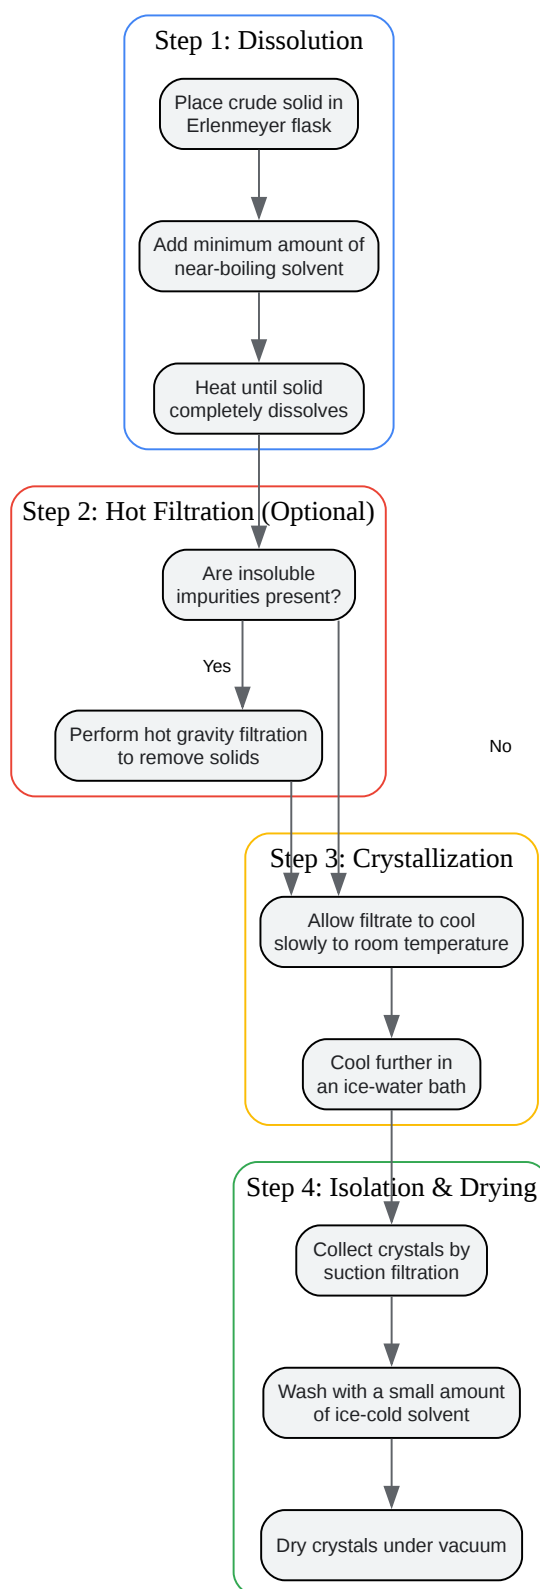 Step 1: Dissolution
Place crude solid in
Erlenmeyer flask
Add minimum amount of
near-boiling solvent
Heat until solid
completely dissolves
Step 2: Hot Filtration (Optional)
Are insoluble
impurities present?
Yes
Perform hot gravity filtration
to remove solids
No
Step 3: Crystallization
Allow filtrate to cool
slowly to room temperature
Cool further in
an ice-water bath
Step 4: Isolation & Drying
Collect crystals by
suction filtration
Wash with a small amount
of ice-cold solvent
Dry crystals under vacuum